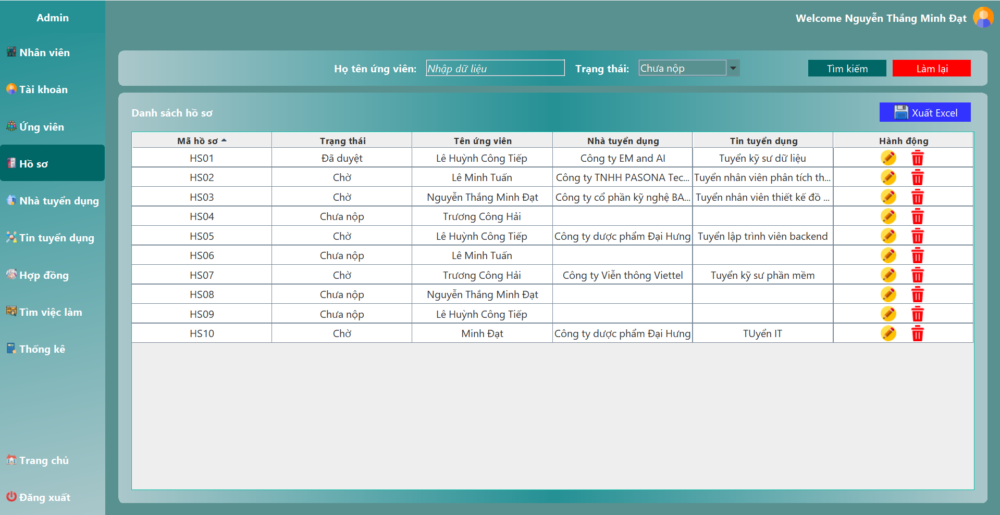 Admin
Welcome Nguyễn Thắng Minh Đạt
Nhân viên
Tài khoản
Ứng viên
Hồ sơ
Nhà tuyển dụng
Tin tuyển dụng
Hợp đồng
Tìm việc làm
Thống kê
Trang chủ
Đăng xuất
Họ tên ứng viên: Nhập dữ liệu Trạng thái: Chưa nộp Tìm kiếm Làm lại
Danh sách hồ sơ Xuất Excel
Mã hồ sơ Trạng thái Tên ứng viên Nhà tuyển dụng Tin tuyển dụng Hành động
HS01 Đã duyệt Lê Huỳnh Công Tiếp Công ty EM and AI Tuyển kỹ sư dữ liệu
HS02 Chờ Lê Minh Tuấn Công ty TNHH PASONA Tec... Tuyển nhân viên phân tích th...
HS03 Chờ Nguyễn Thắng Minh Đạt Công ty cổ phần kỹ nghệ BA... Tuyển nhân viên thiết kế đồ ...
HS04 Chưa nộp Trương Công Hải
HS05 Chờ Lê Huỳnh Công Tiếp Công ty dược phẩm Đại Hưng Tuyển lập trình viên backend
HS06 Chưa nộp Lê Minh Tuấn
HS07 Chờ Trương Công Hải Công ty Viễn thông Viettel Tuyển kỹ sư phần mềm
HS08 Chưa nộp Nguyễn Thắng Minh Đạt
HS09 Chưa nộp Lê Huỳnh Công Tiếp
HS10 Chờ Minh Đạt Công ty dược phẩm Đại Hưng TUyển IT